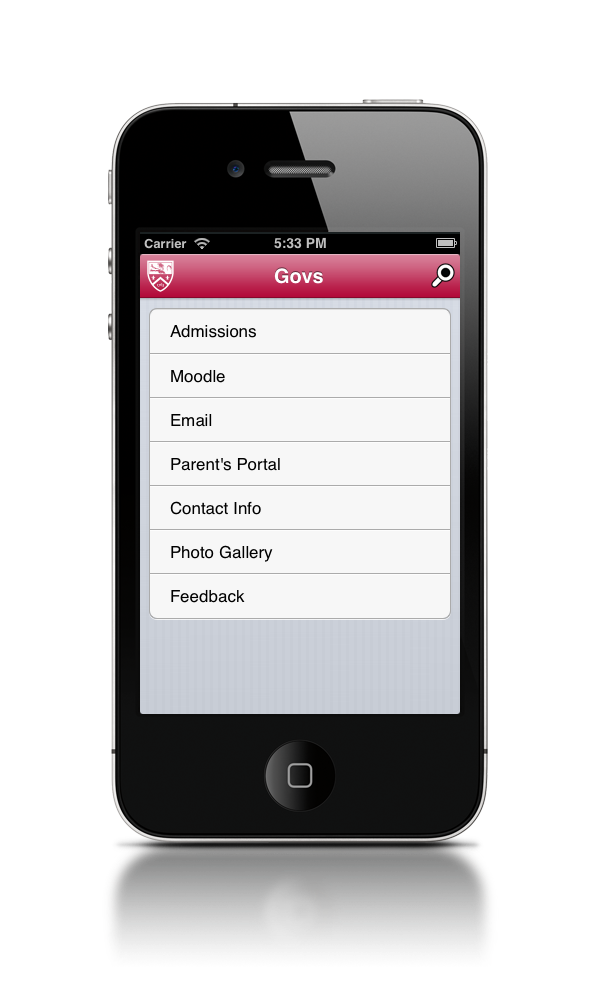 Carrier 5:33 PM
Govs
Admissions
Moodle
Email
Parent's Portal
Contact Info
Photo Gallery
Feedback